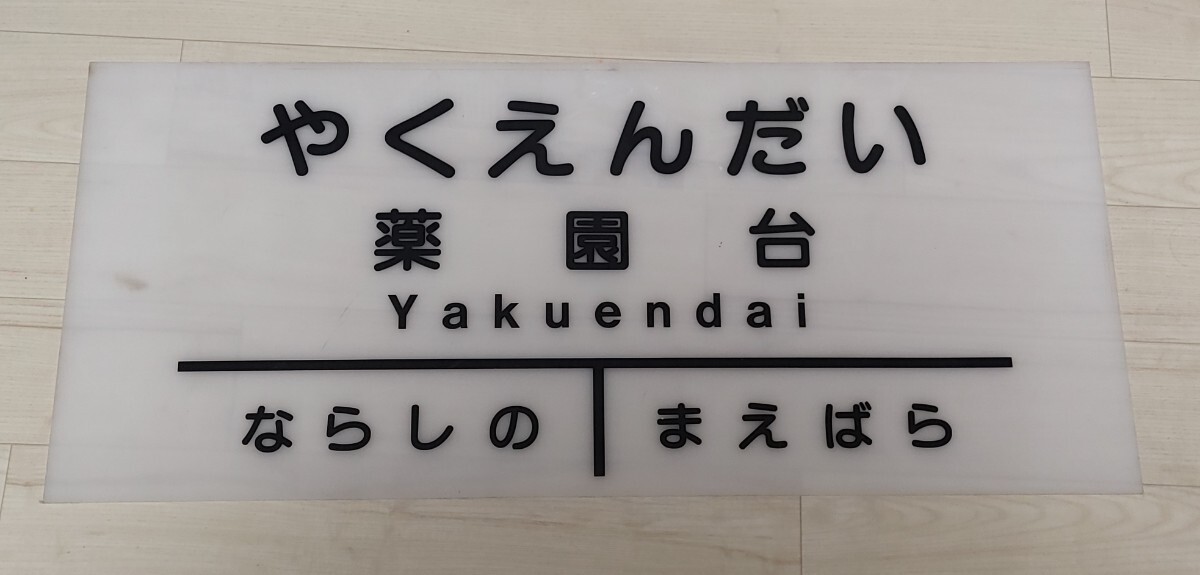 やくえんだい
薬園台
Yakuendai
ならしの
まえばら